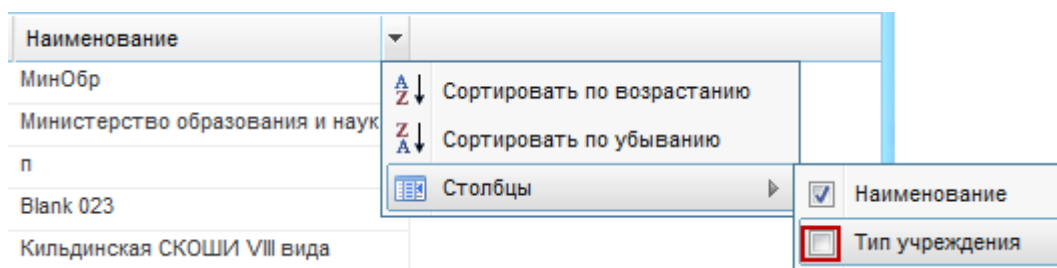 Наименование
МинОбр
Министерство образования и наук
п
Blank 023
Кильдинская СКОШИ VIII вида
Сортировать по возрастанию
Сортировать по убыванию
Столбцы
Наименование
Тип учреждения